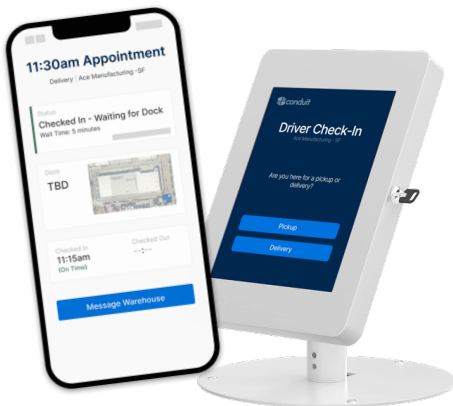 11:30am Appointment
Delivery | Ace Manufacturing -SF
Status
Checked In - Waiting for Dock
Wait Time: 5 minutes
Dock
TBD
Checked In
Checked Out
11:15am
--:--
(On Time)
Message Warehouse
conduit
Driver Check-In
Ace Manufacturing - SF
Are you here for a pickup or
delivery?
Pickup
Delivery